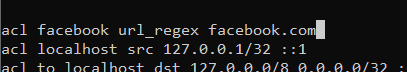 acl facebook url_regex facebook.com
acl localhost src 127.0.0.1/32 ::1
acl to_localhost dst 127.0.0.0/8 0.0.0.0/32 :